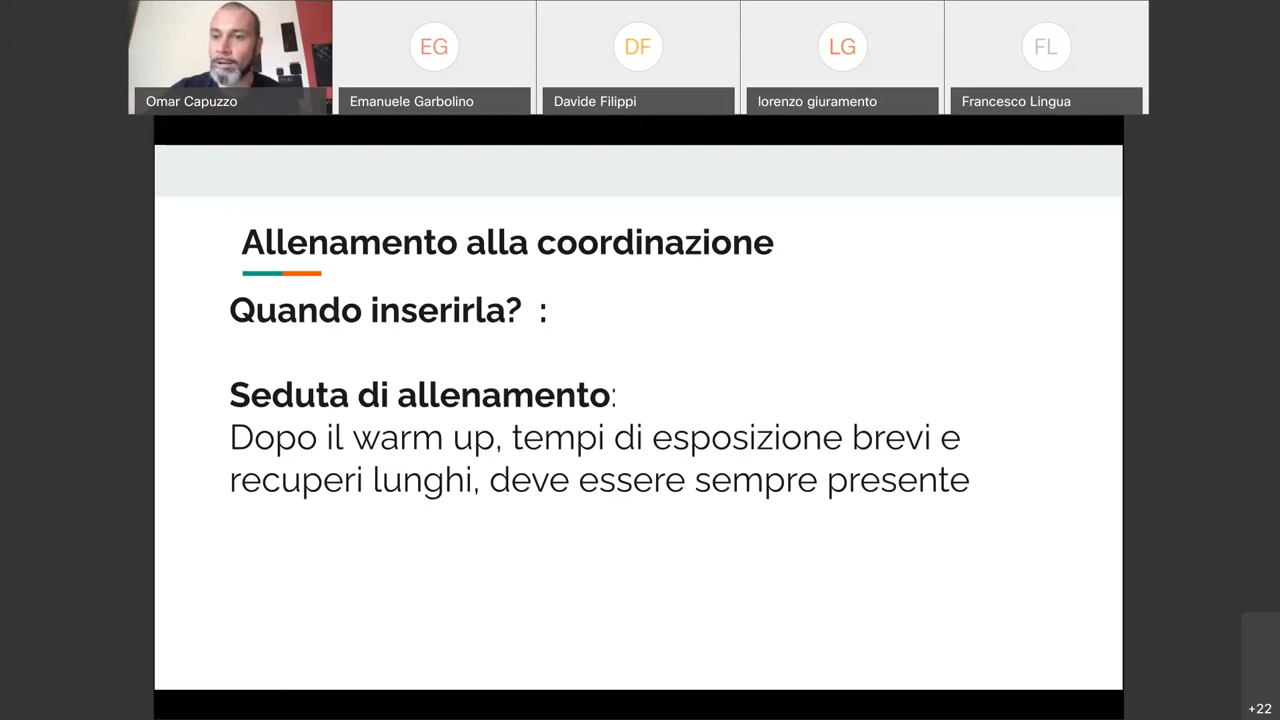 EG
DF
LG
FL
Omar Capuzzo
Emanuele Garbolino
Davide Filippi
lorenzo giuramento
Francesco Lingua
Allenamento alla coordinazione
Quando inserirla?  :
Seduta di allenamento:
Dopo il warm up, tempi di esposizione brevi e
recuperi lunghi, deve essere sempre presente
+22